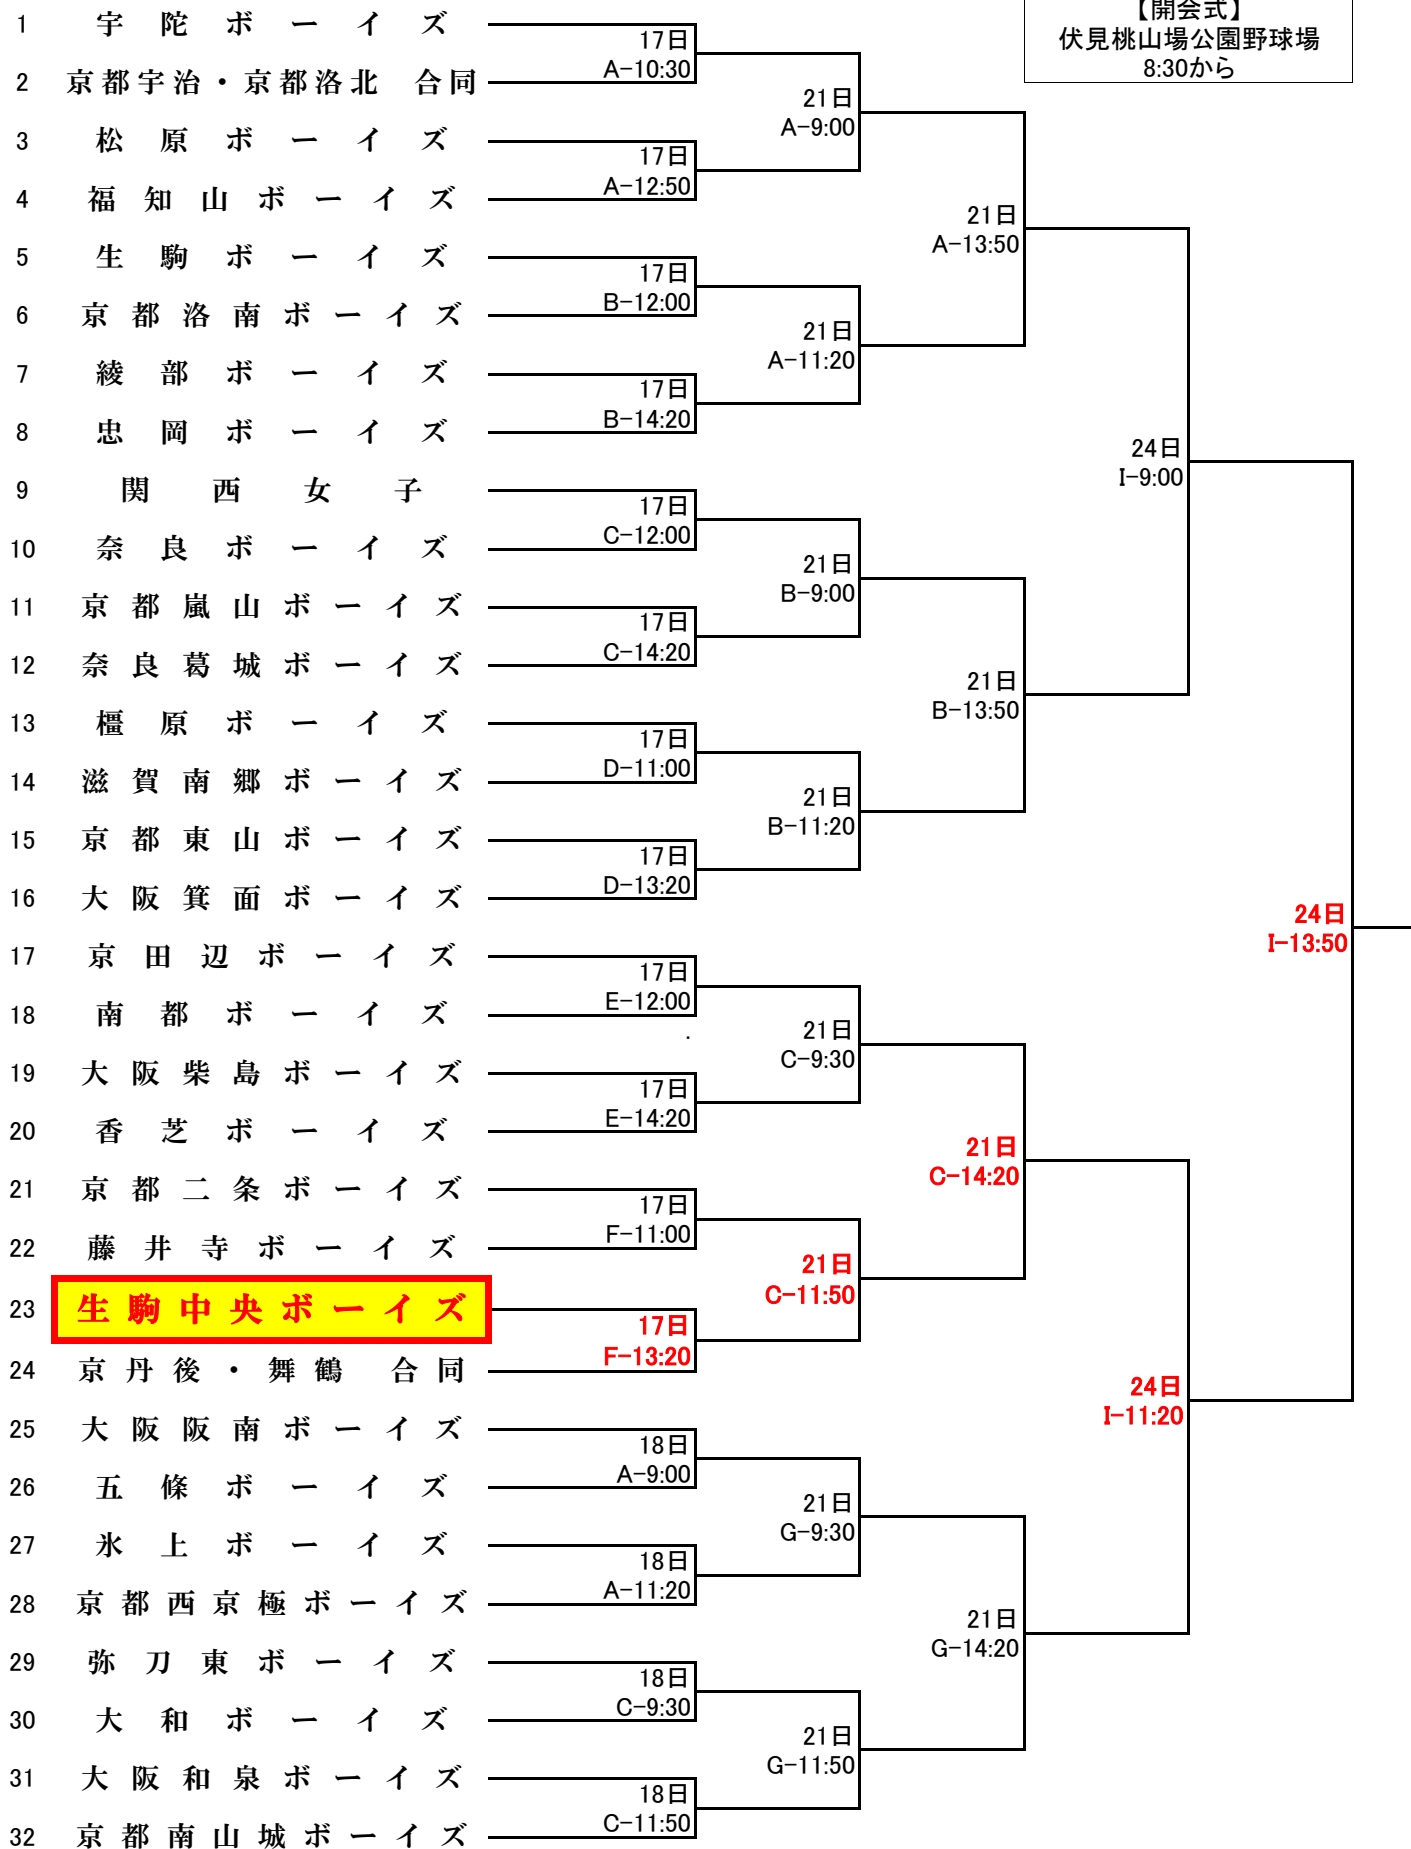 【開会式】
伏見桃山場公園野球場
8:30から
1 宇陀ボーイズ
17日
A-10:30
2 京都宇治・京都洛北 合同
21日
A-9:00
3 松原ボーイズ
17日
A-12:50
4 福知山ボーイズ
21日
A-13:50
5 生駒ボーイズ
17日
B-12:00
6 京都洛南ボーイズ
21日
A-11:20
7 綾部ボーイズ
17日
B-14:20
8 忠岡ボーイズ
24日
I-9:00
9 関西女子
17日
C-12:00
10 奈良ボーイズ
21日
B-9:00
11 京都嵐山ボーイズ
17日
C-14:20
12 奈良葛城ボーイズ
21日
B-13:50
13 橿原ボーイズ
17日
D-11:00
14 滋賀南郷ボーイズ
21日
B-11:20
15 京都東山ボーイズ
17日
D-13:20
16 大阪箕面ボーイズ
24日
I-13:50
17 京田辺ボーイズ
17日
E-12:00
18 南都ボーイズ
21日
C-9:30
19 大阪柴島ボーイズ
17日
E-14:20
20 香芝ボーイズ
21日
C-14:20
21 京都二条ボーイズ
17日
F-11:00
22 藤井寺ボーイズ
21日
C-11:50
23 生駒中央ボーイズ
17日
F-13:20
24 京丹後・舞鶴 合同
24日
I-11:20
25 大阪阪南ボーイズ
18日
A-9:00
26 五條ボーイズ
21日
G-9:30
27 氷上ボーイズ
18日
A-11:20
28 京都西京極ボーイズ
21日
G-14:20
29 弥刀東ボーイズ
18日
C-9:30
30 大和ボーイズ
21日
G-11:50
31 大阪和泉ボーイズ
18日
C-11:50
32 京都南山城ボーイズ